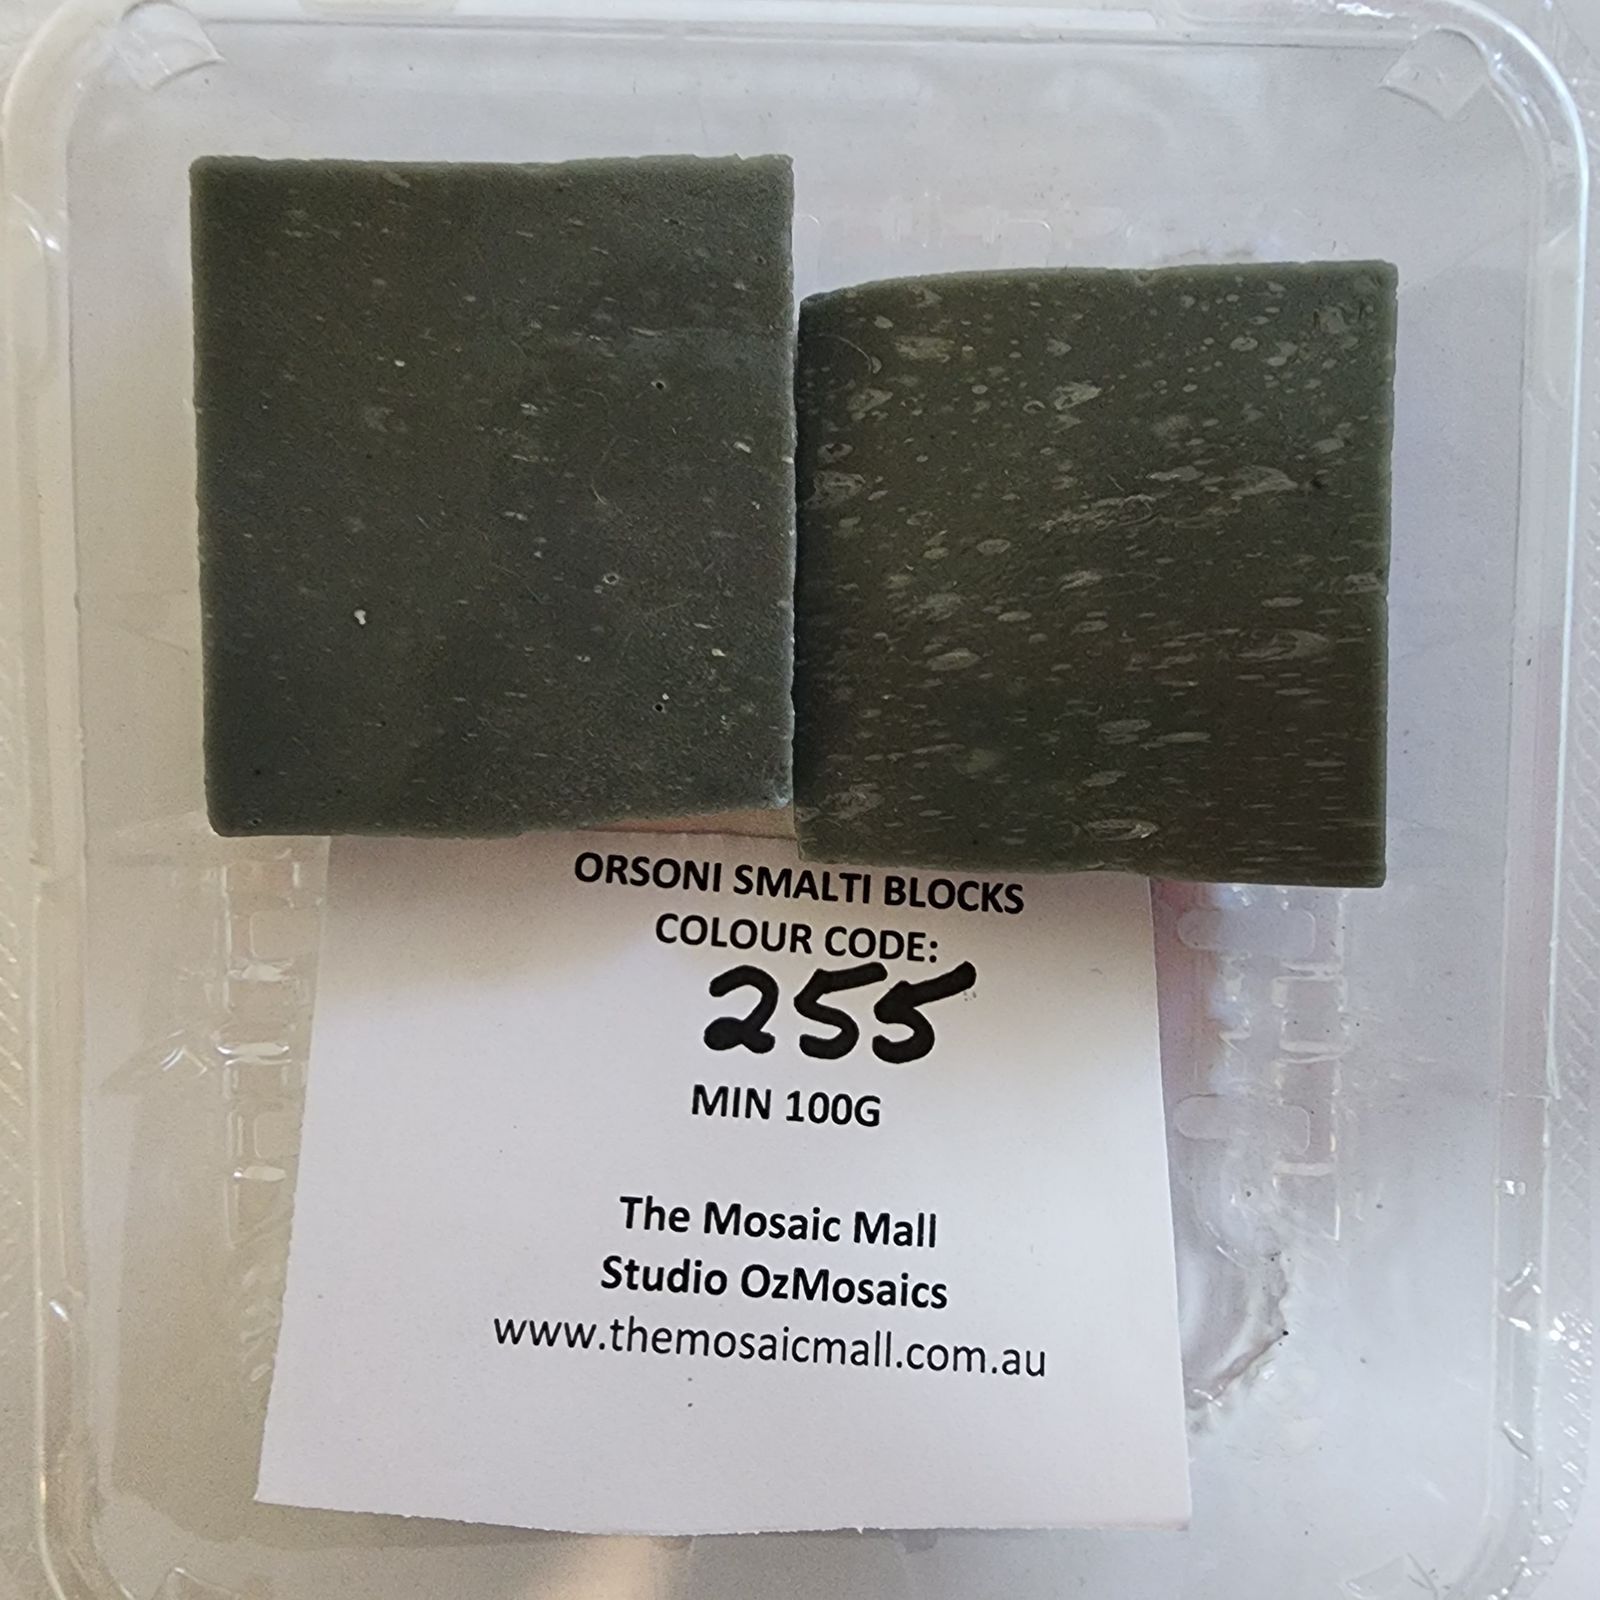 ORSONI SMALTI BLOCKS
COLOUR CODE:
255
MIN 100G
The Mosaic Mall
Studio OzMosaics
www.themosaicmall.com.au